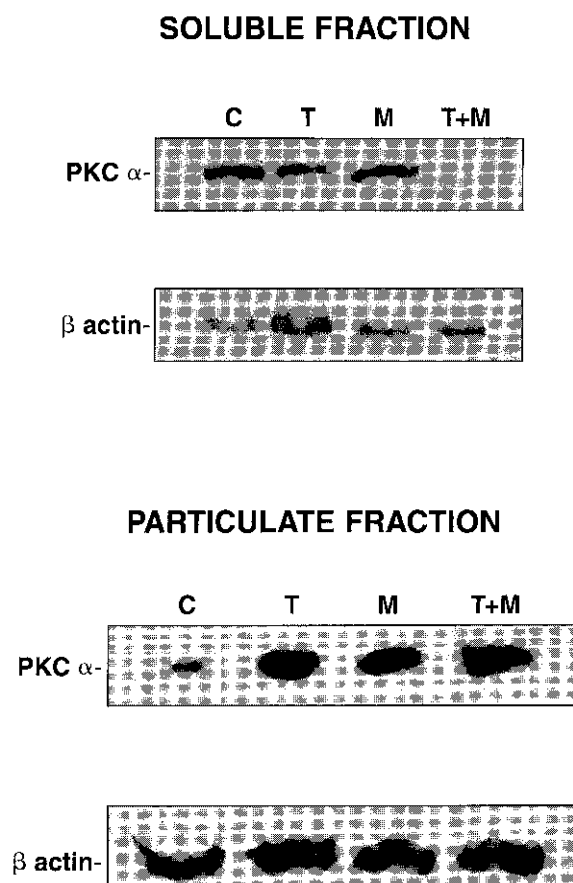 SOLUBLE FRACTION
C T M T+M
PKC α-
β actin-
PARTICULATE FRACTION
C T M T+M
PKC α-
β actin-